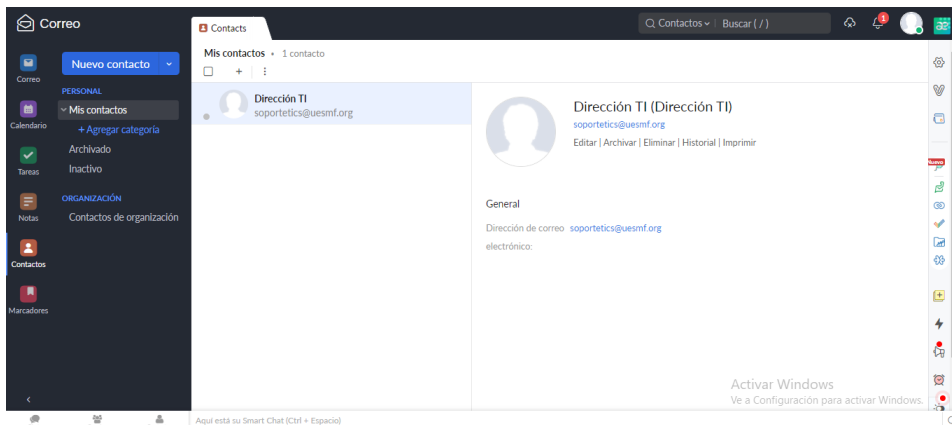 Correo
Contacts
Contactos
Buscar ( / )
1
Correo
Calendario
Tareas
Notas
Contactos
Marcadores
Nuevo contacto
PERSONAL
Mis contactos
+ Agregar categoría
Archivado
Inactivo
ORGANIZACIÓN
Contactos de organización
Mis contactos • 1 contacto
Dirección TI
soportetics@uesmf.org
Dirección TI (Dirección TI)
soportetics@uesmf.org
Editar | Archivar | Eliminar | Historial | Imprimir
General
Dirección de correo soportetics@uesmf.org
electrónico:
Nuevo
Activar Windows
Ve a Configuración para activar Windows.
Aquí está su Smart Chat (Ctrl + Espacio)